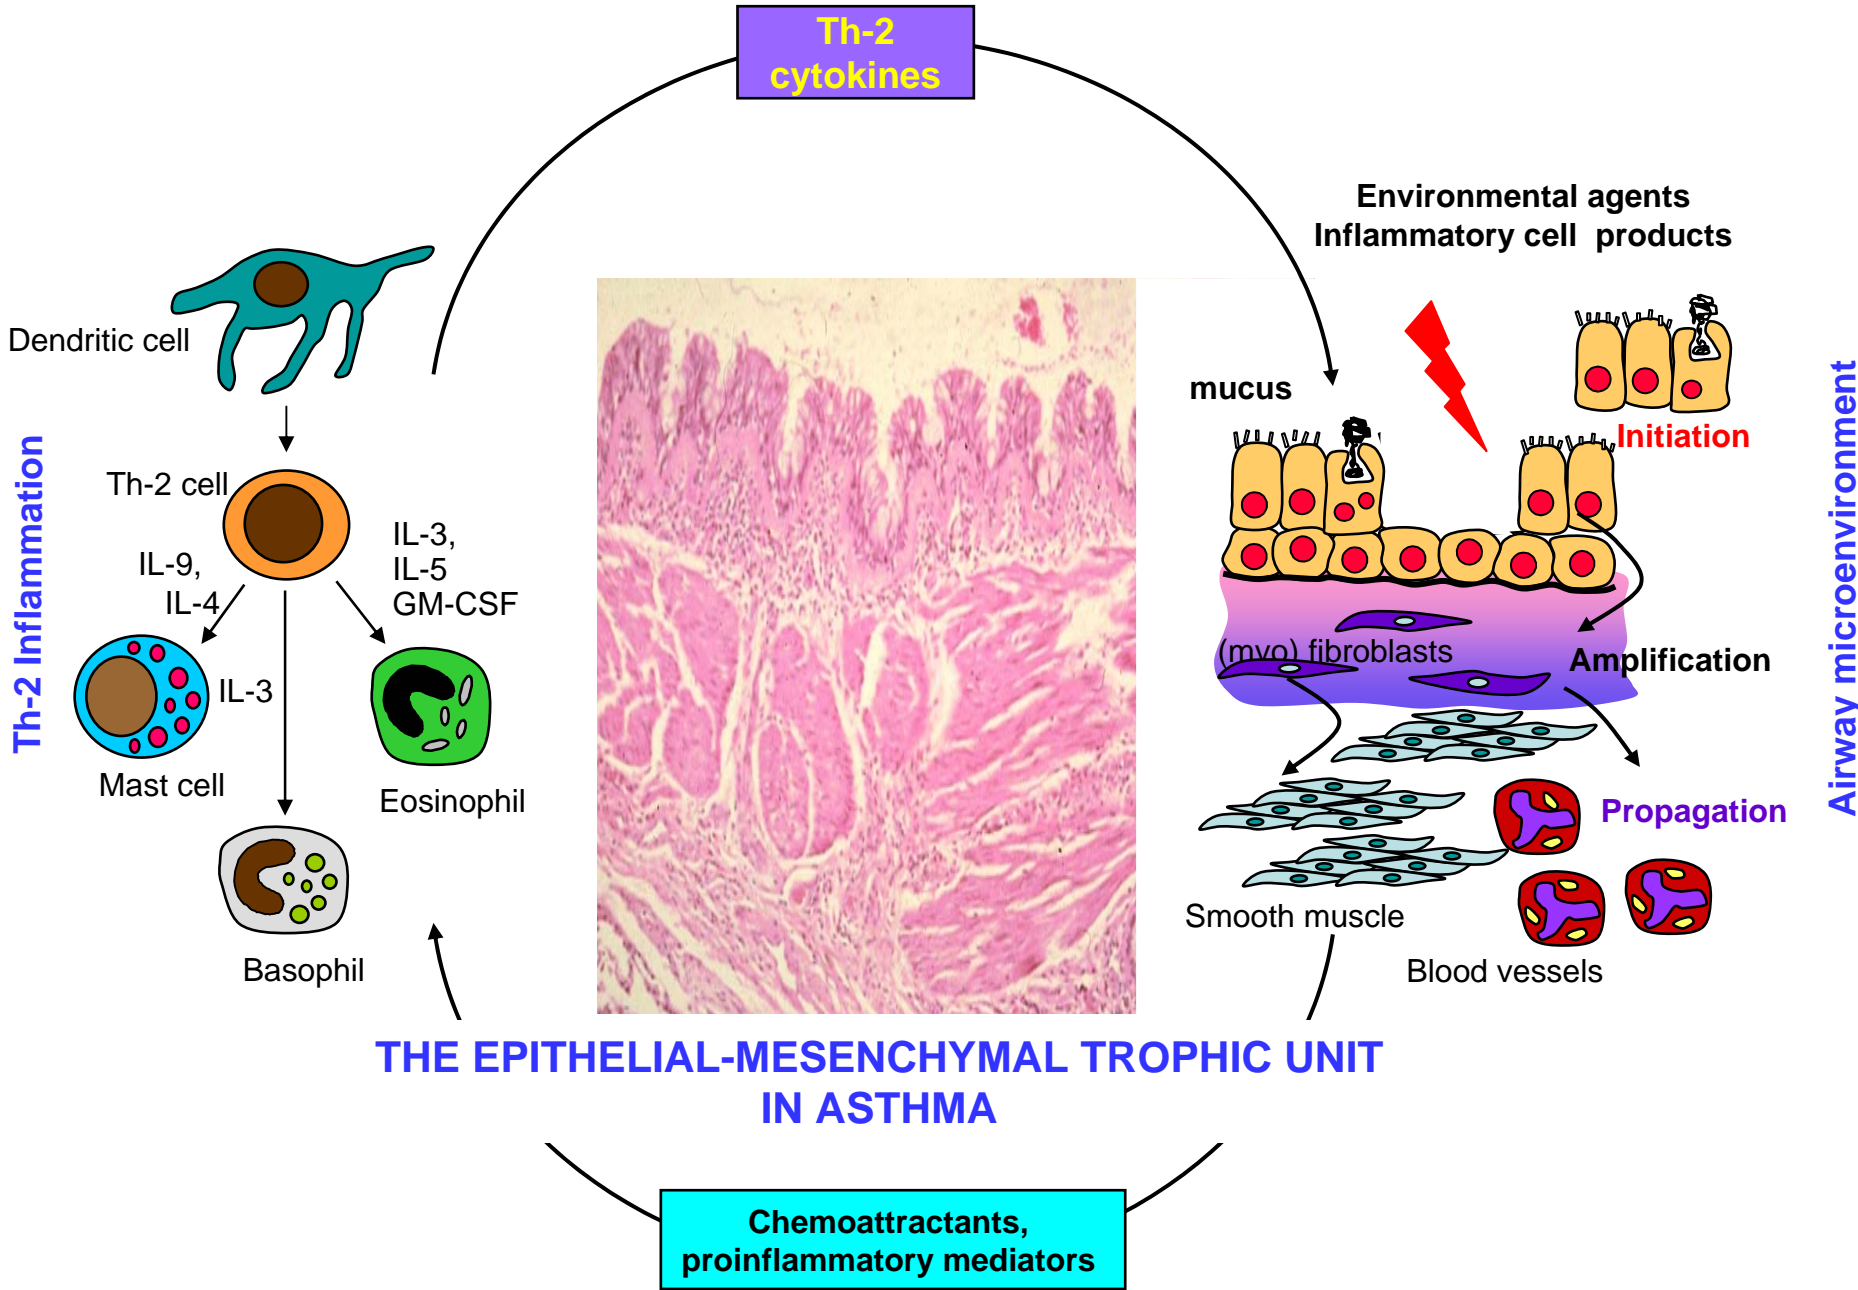 Th-2
cytokines
Environmental agents
Inflammatory cell products
Dendritic cell
mucus
Initiation
Th-2 Inflammation
Airway microenvironment
Th-2 cell
IL-9,
IL-4
IL-3,
IL-5
GM-CSF
IL-3
(myo) fibroblasts
Amplification
Mast cell
Eosinophil
Propagation
Smooth muscle
Basophil
Blood vessels
THE EPITHELIAL-MESENCHYMAL TROPHIC UNIT
IN ASTHMA
Chemoattractants,
proinflammatory mediators